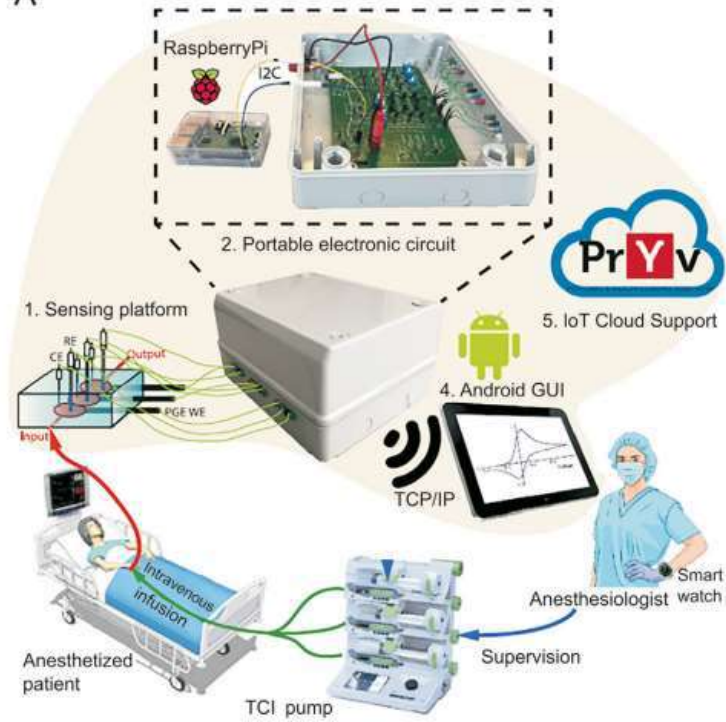 A
RaspberryPi
I2C
2. Portable electronic circuit
PrYv
5. IoT Cloud Support
1. Sensing platform
RE
CE
Output
PGE WE
Input
4. Android GUI
TCP/IP
Intravenous
infusion
Smart
watch
Anesthesiologist
Supervision
Anesthetized
patient
TCI pump